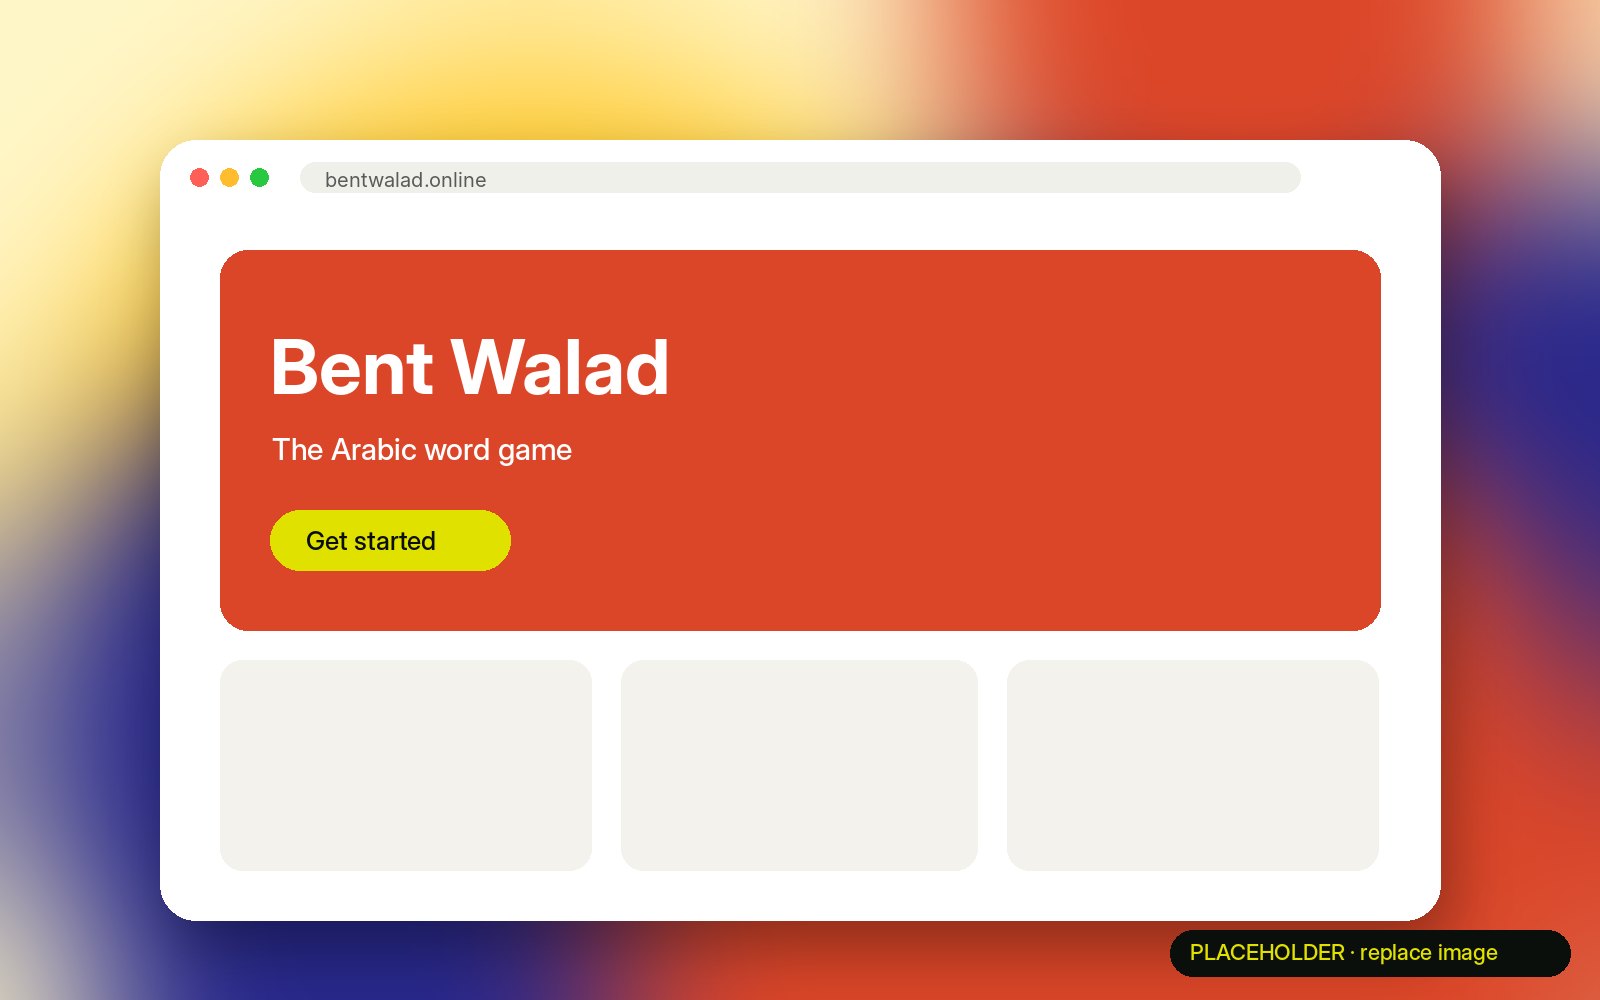 bentwalad.online
Bent Walad
The Arabic word game
Get started
PLACEHOLDER · replace image